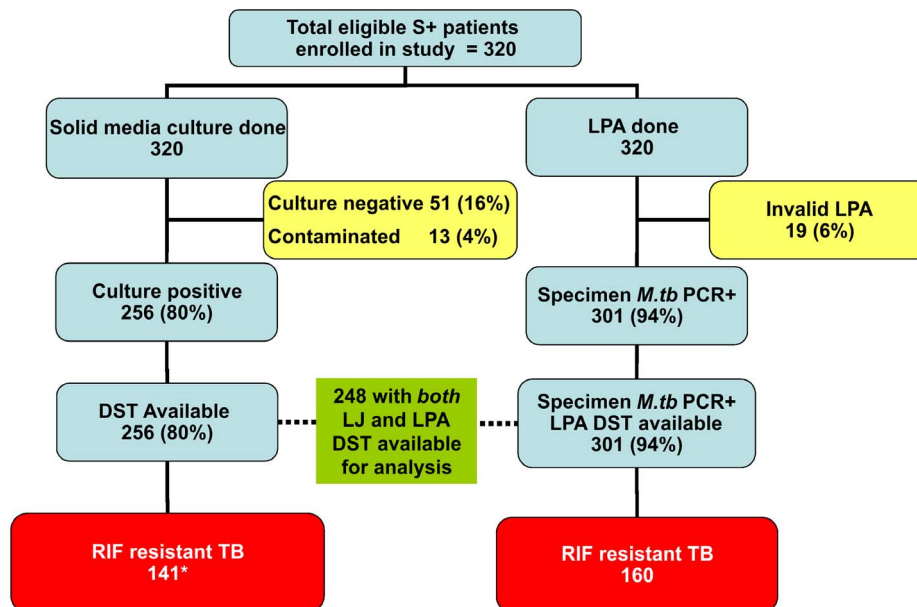 Total eligible S+ patients
enrolled in study = 320
Solid media culture done
320
LPA done
320
Culture negative 51 (16%)
Contaminated 13 (4%)
Invalid LPA
19 (6%)
Culture positive
256 (80%)
Specimen M.tb PCR+
301 (94%)
DST Available
256 (80%)
248 with both
LJ and LPA
DST available
for analysis
Specimen M.tb PCR+
LPA DST available
301 (94%)
RIF resistant TB
141*
RIF resistant TB
160